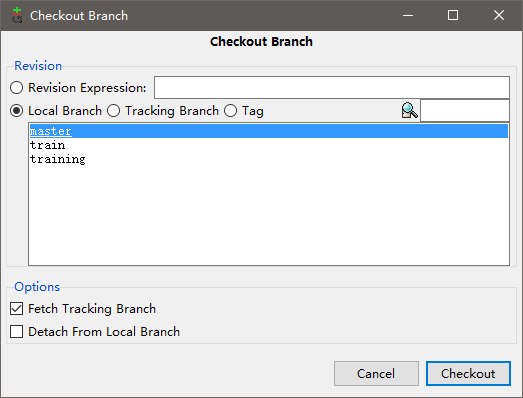 Checkout Branch
Checkout Branch
Revision
Revision Expression:
Local Branch Tracking Branch Tag
master
train
training
Options
Fetch Tracking Branch
Detach From Local Branch
Cancel Checkout